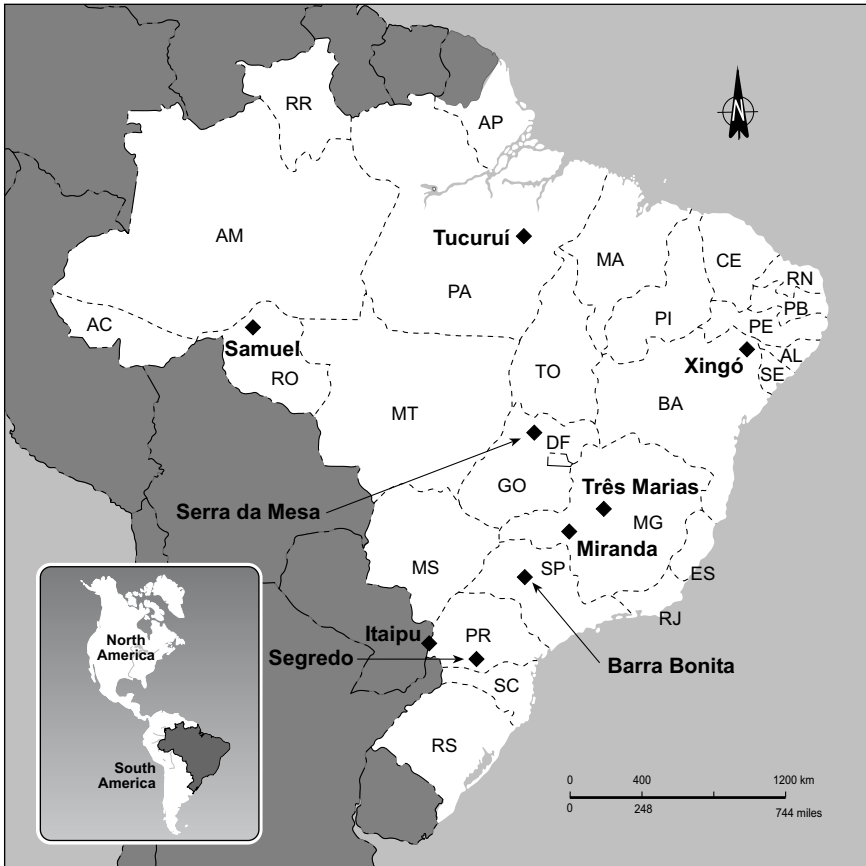 RR
AP
N
AM
Tucuruí
MA
CE
RN
PA
PB
PI
PE
AC
Samuel
AL
Xingó
SE
RO
TO
BA
MT
DF
GO
Três Marias
Serra da Mesa
MG
Miranda
MS
SP
ES
RJ
Itaipu
PR
Segredo
Barra Bonita
SC
RS
North
America
South
America
0 400 1200 km
0 248 744 miles